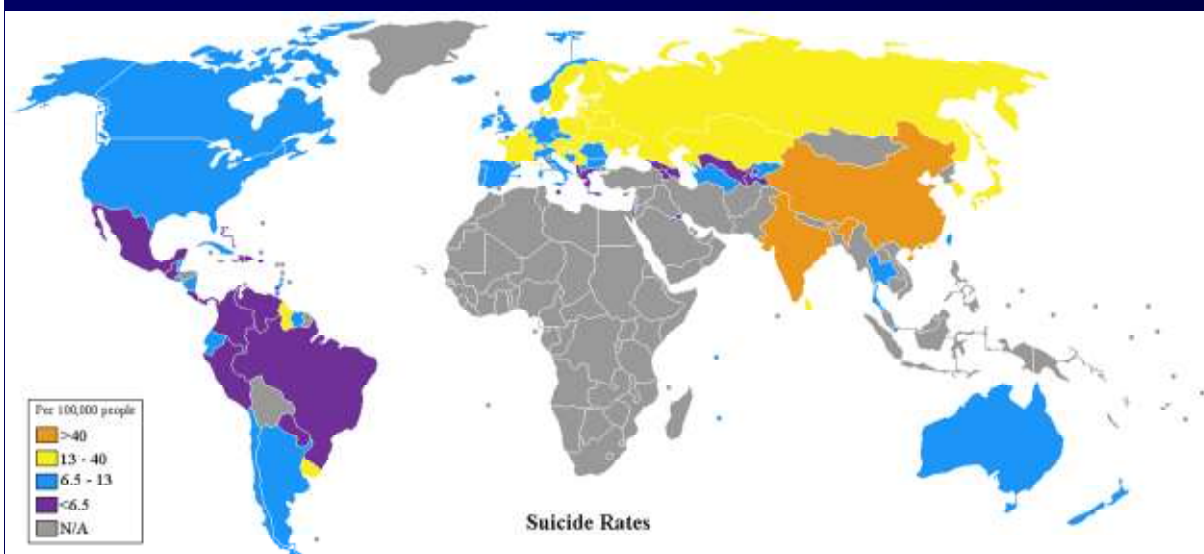 Per 100,000 people
>40
13 - 40
6.5 - 13
<6.5
N/A
Suicide Rates